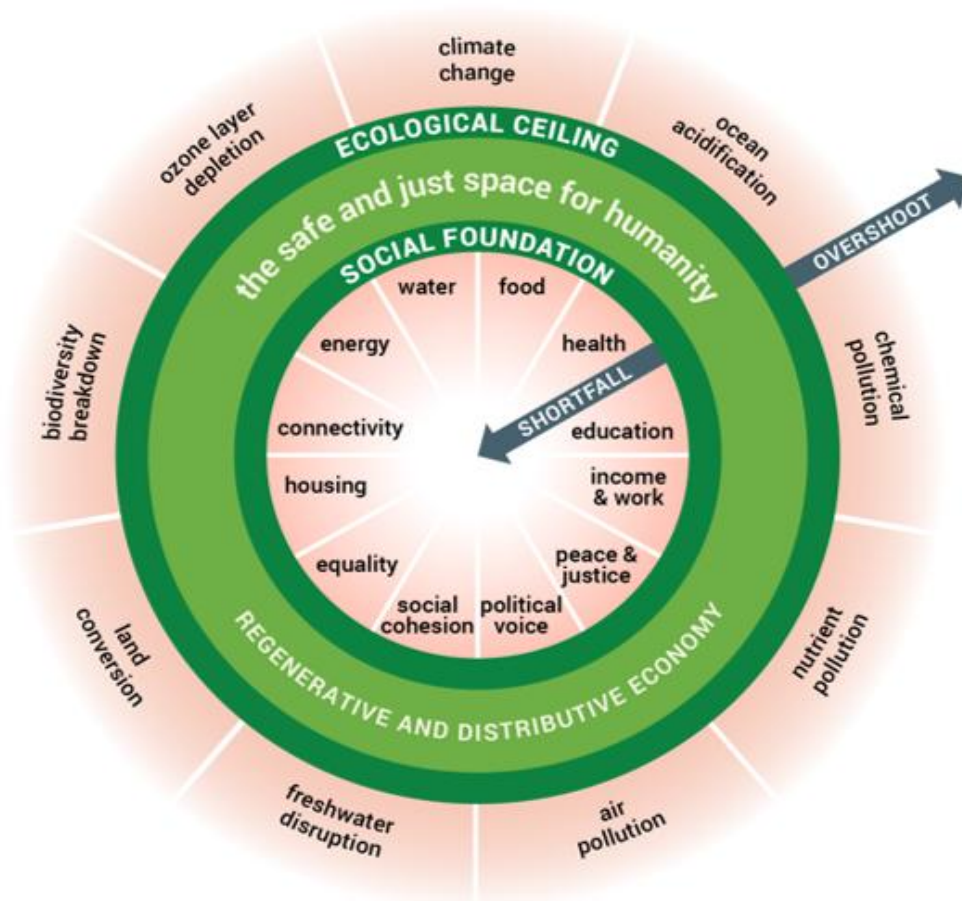 climate
change
ocean
acidification
ozone layer
depletion
ECOLOGICAL CEILING
the safe and just space for humanity
SOCIAL FOUNDATION
OVERSHOOT
water
food
energy
health
SHORTFALL
biodiversity
breakdown
chemical
pollution
connectivity
education
housing
income
& work
equality
peace &
justice
social
cohesion
political
voice
land
conversion
nutrient
pollution
REGENERATIVE AND DISTRIBUTIVE ECONOMY
freshwater
disruption
air
pollution